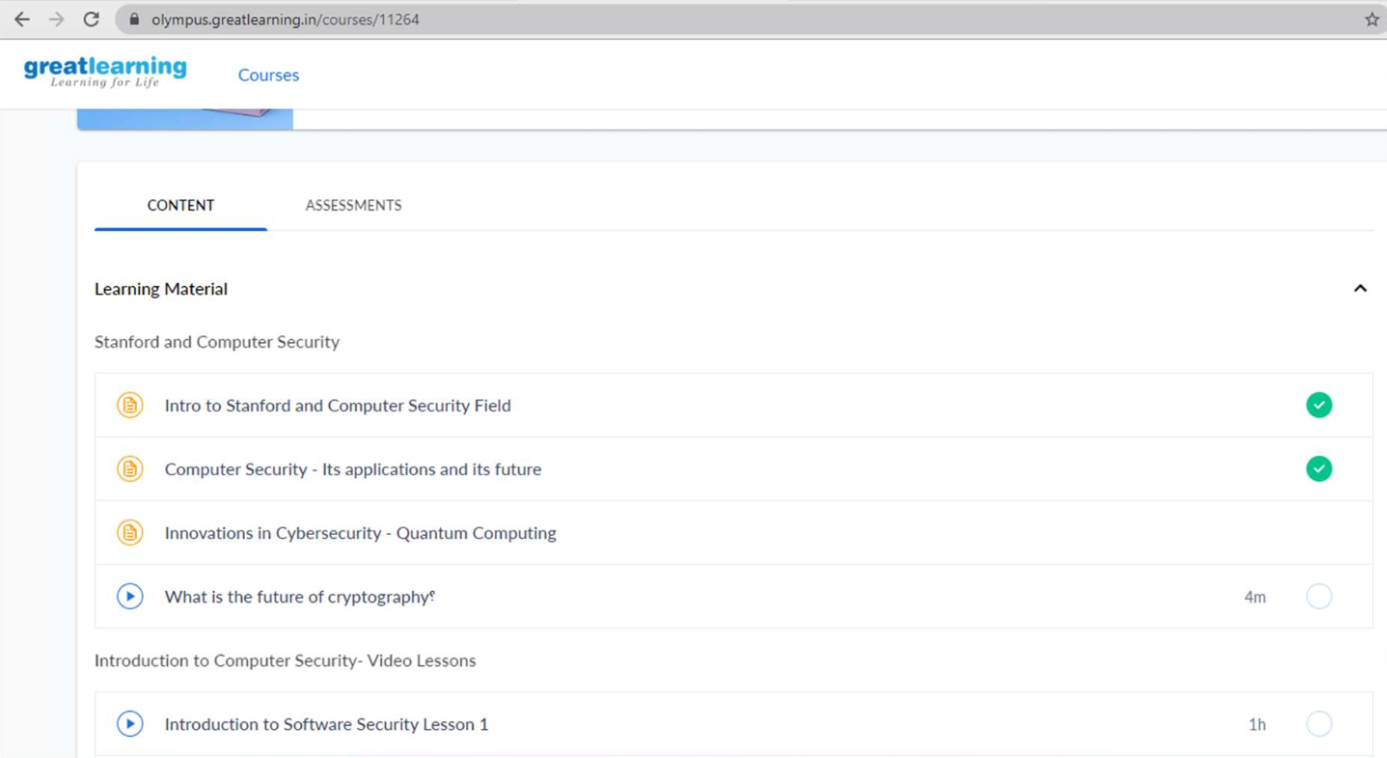 olympus.greatlearning.in/courses/11264
greatlearning
Learning for Life
Courses
CONTENT ASSESSMENTS
Learning Material
Stanford and Computer Security
Intro to Stanford and Computer Security Field
Computer Security - Its applications and its future
Innovations in Cybersecurity - Quantum Computing
What is the future of cryptography? 4m
Introduction to Computer Security- Video Lessons
Introduction to Software Security Lesson 1 1h